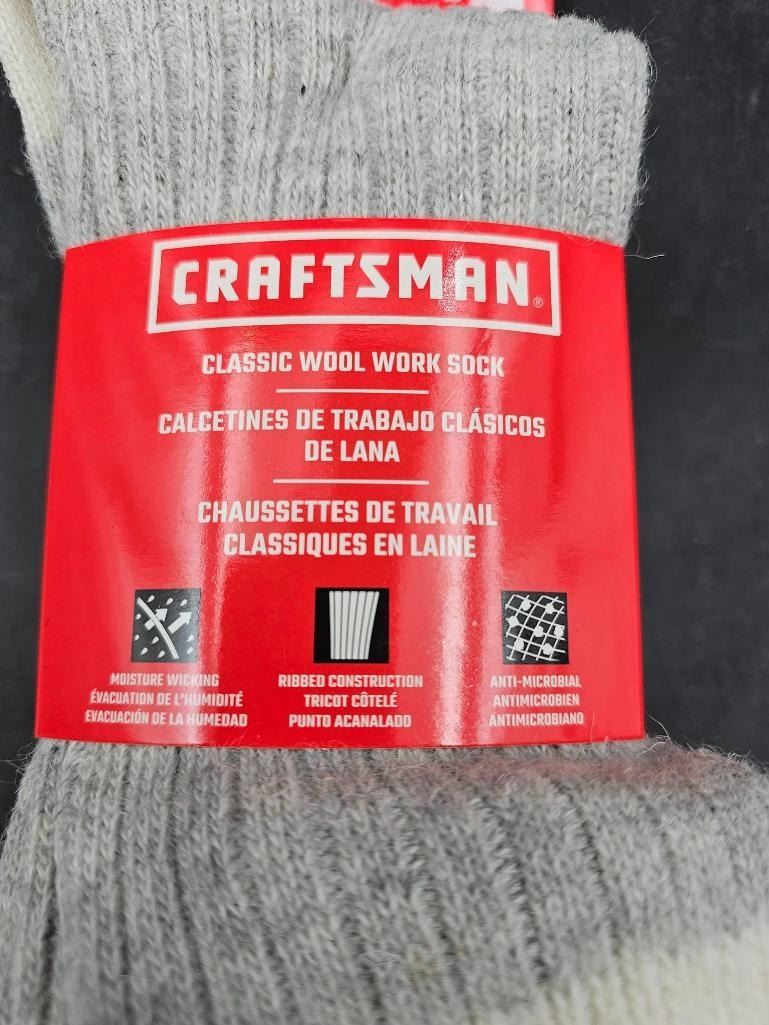 CRAFTSMAN®
CLASSIC WOOL WORK SOCK
CALCETINES DE TRABAJO CLÁSICOS
DE LANA
CHAUSSETTES DE TRAVAIL
CLASSIQUES EN LAINE
MOISTURE WICKING
ÉVACUATION DE L'HUMIDITÉ
EVACUACIÓN DE LA HUMEDAD
RIBBED CONSTRUCTION
TRICOT CÔTELÉ
PUNTO ACANALADO
ANTI-MICROBIAL
ANTIMICROBIEN
ANTIMICROBIANO